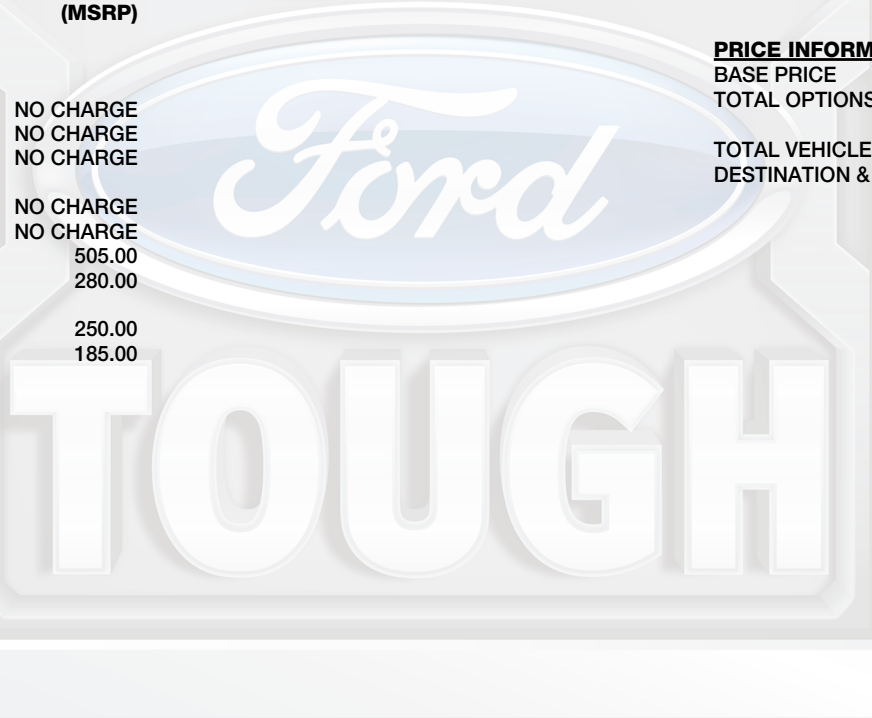 (MSRP)
NO CHARGE
NO CHARGE
NO CHARGE
NO CHARGE
NO CHARGE
505.00
280.00
250.00
185.00
PRICE INFORM
BASE PRICE
TOTAL OPTIONS
TOTAL VEHICLE
DESTINATION &
Ford
TOUGH